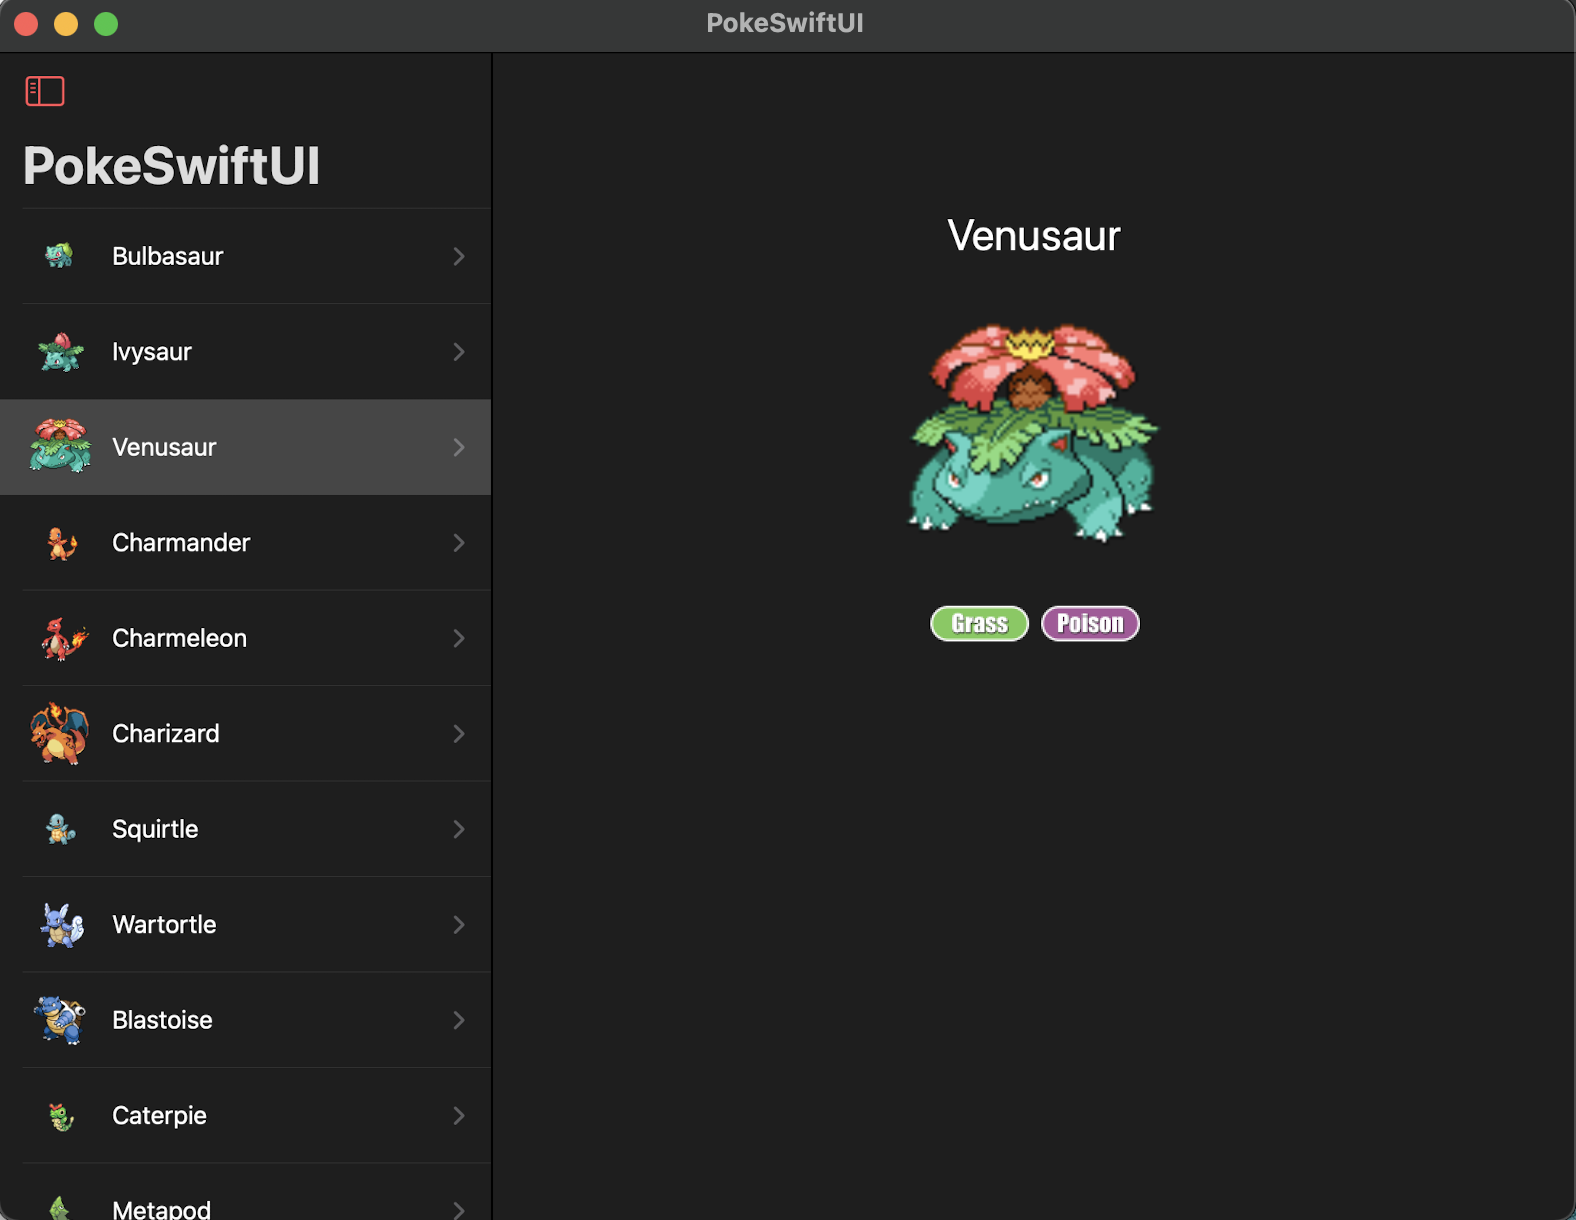 PokeSwiftUI
PokeSwiftUI
Bulbasaur
Ivysaur
Venusaur
Charmander
Charmeleon
Charizard
Squirtle
Wartortle
Blastoise
Caterpie
Metapod
Venusaur
Grass Poison